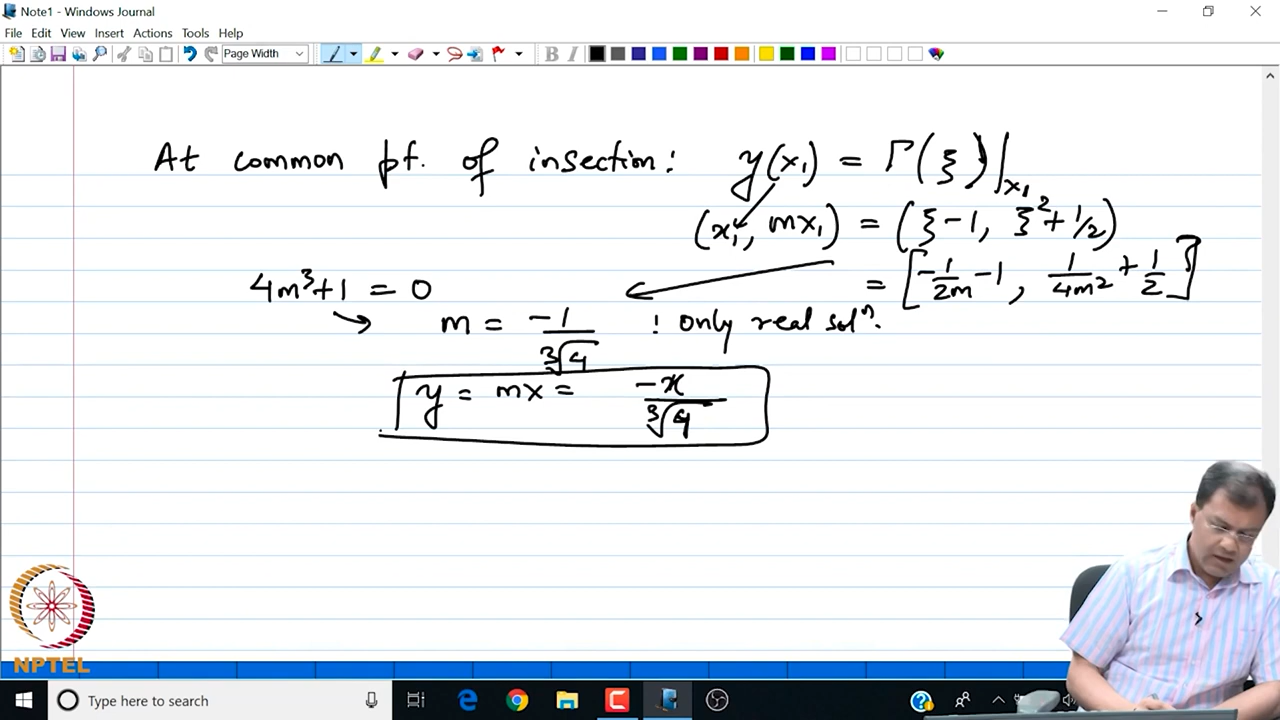 Note1 - Windows Journal
File Edit View Insert Actions Tools Help
Page Width
B I
At common pt. of insection: y(x₁) = Γ(ξ)|x₁
(x₁, mx₁) = (ξ-1, ξ²+1/2)
4m³+1 = 0 = [-1/2m -1, 1/4m² + 1/2]
m = -1/∛4 ! only real solⁿ.
y = mx = -x/∛4
NPTEL
Type here to search